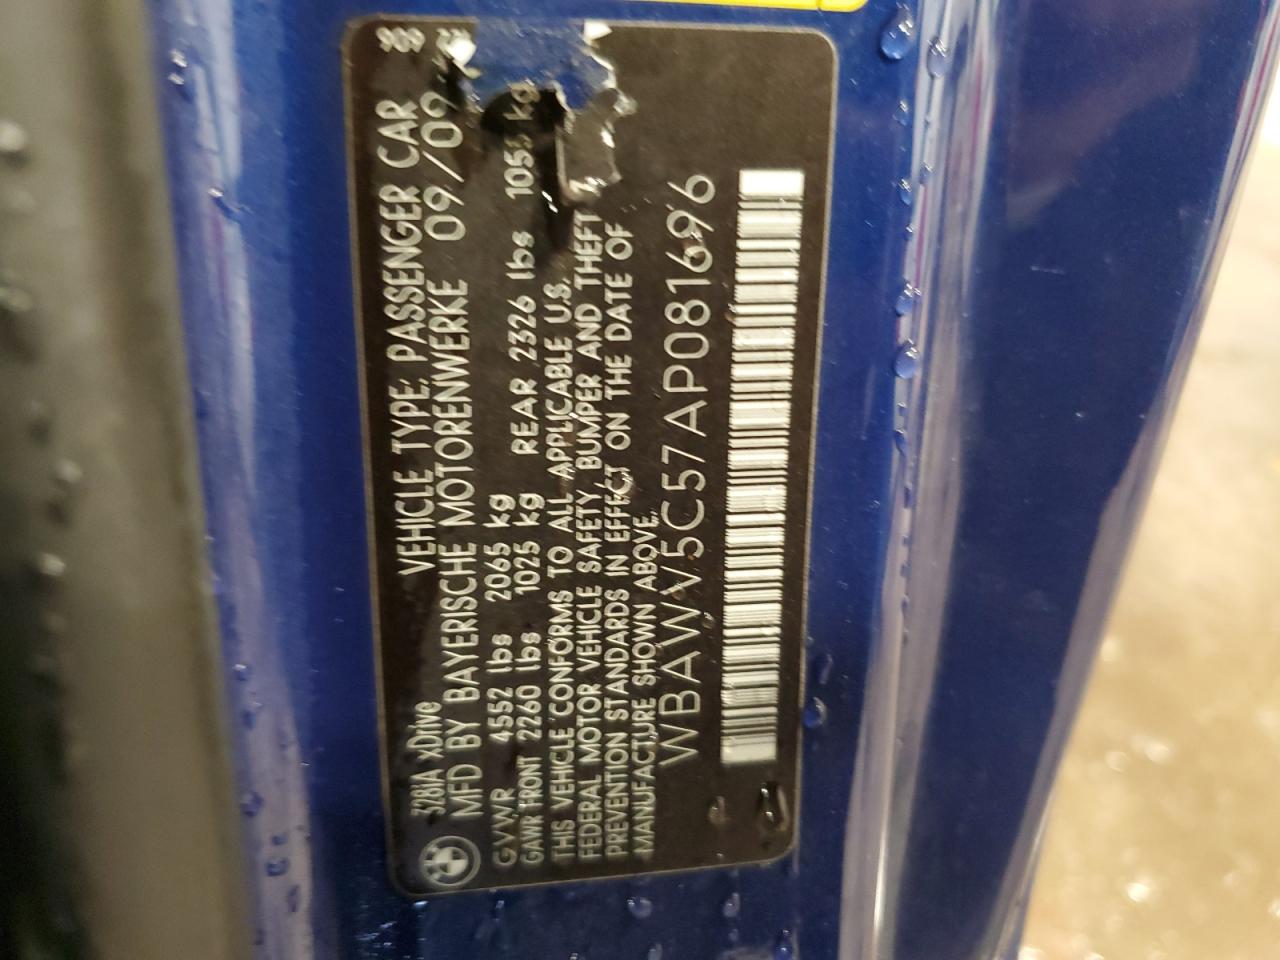 328iA xDrive VEHICLE TYPE: PASSENGER CAR 909
MFD BY BAYERISCHE MOTORENWERKE 09/09
GVWR 4552 lbs 2065 kg
GAWR FRONT 2260 lbs 1025 kg REAR 2326 lbs 1055 kg
THIS VEHICLE CONFORMS TO ALL APPLICABLE U.S.
FEDERAL MOTOR VEHICLE SAFETY, BUMPER AND THEFT
PREVENTION STANDARDS IN EFFECT ON THE DATE OF
MANUFACTURE SHOWN ABOVE.
WBAWV5C57AP081696